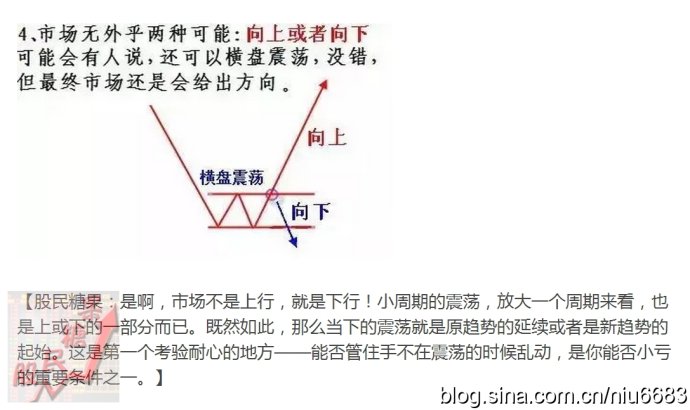 4、市场无外乎两种可能：向上或者向下
可能会有人说，还可以横盘震荡，没错，
但最终市场还是会给出方向。
向上
横盘震荡
向下
【股民糖果：是啊，市场不是上行，就是下行！小周期的震荡，放大一个周期来看，也
是上或下的一部分而已。既然如此，那么当下的震荡就是原趋势的延续或者是新趋势的
起始。这是第一个考验耐心的地方——能否管住手不在震荡的时候乱动，是你能否小亏
的重要条件之一。】
blog.sina.com.cn/niu6683